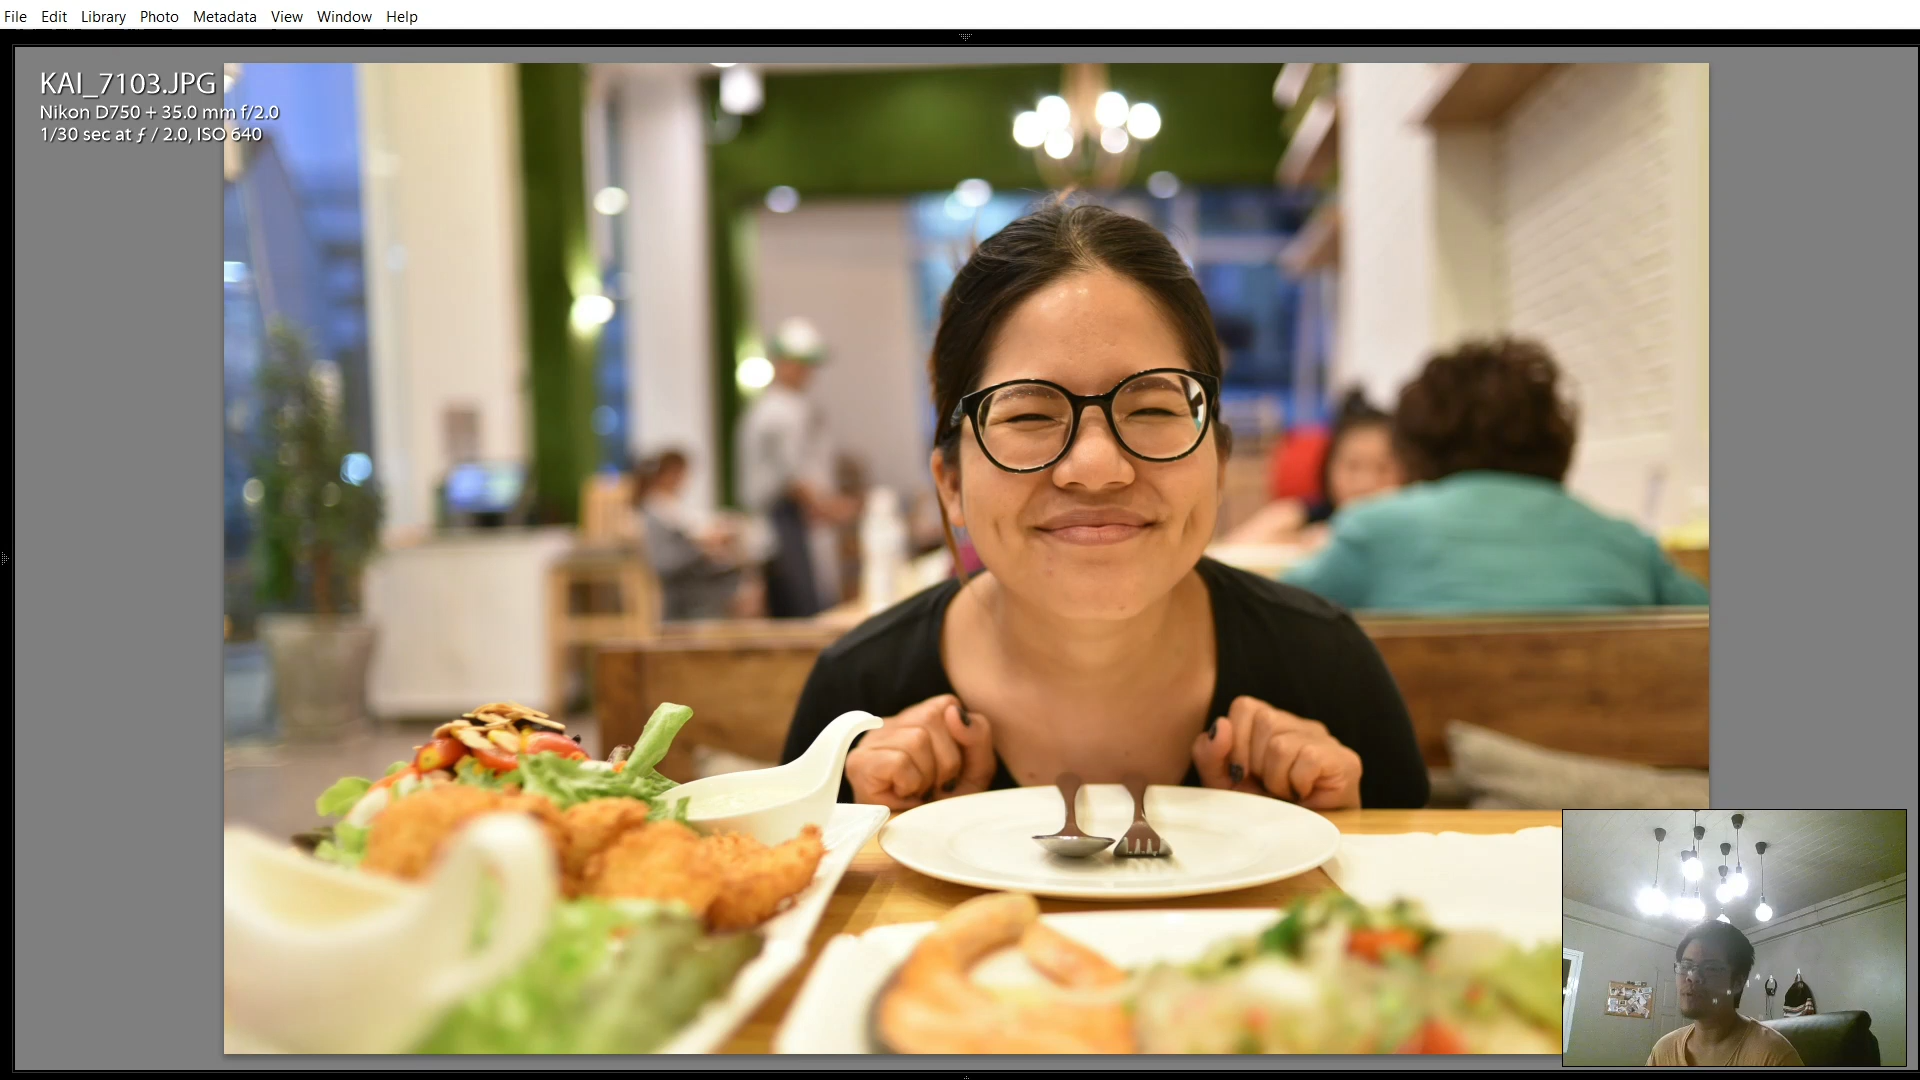 File Edit Library Photo Metadata View Window Help
KAI_7103.JPG
Nikon D750 + 35.0 mm f/2.0
1/30 sec at ƒ / 2.0, ISO 640